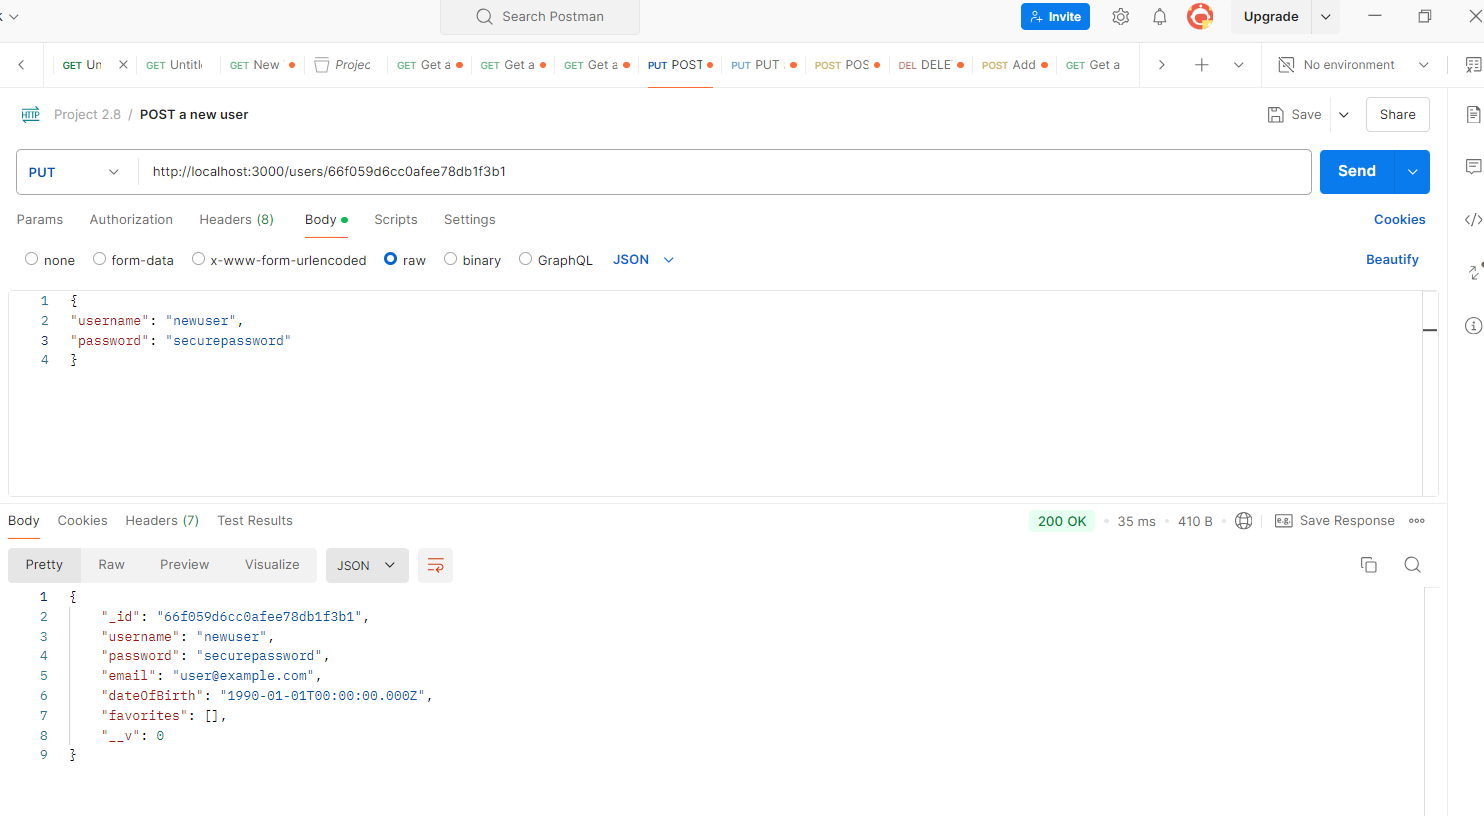 Search Postman
Invite
Upgrade
GET Un
GET Untitl
GET New
Projec
GET Get a
GET Get a
GET Get a
PUT POST
PUT PUT
POST POS
DEL DELE
POST Add
GET Get a
No environment
HTTP Project 2.8 / POST a new user
Save
Share
PUT
http://localhost:3000/users/66f059d6cc0afee78db1f3b1
Send
Params Authorization Headers (8) Body Scripts Settings
Cookies
none form-data x-www-form-urlencoded raw binary GraphQL JSON
Beautify
1 {
2 "username": "newuser",
3 "password": "securepassword"
4 }
Body Cookies Headers (7) Test Results
200 OK 35 ms 410 B
e.g. Save Response
Pretty Raw Preview Visualize JSON
1 {
2 "_id": "66f059d6cc0afee78db1f3b1",
3 "username": "newuser",
4 "password": "securepassword",
5 "email": "user@example.com",
6 "dateOfBirth": "1990-01-01T00:00:00.000Z",
7 "favorites": [],
8 "__v": 0
9 }